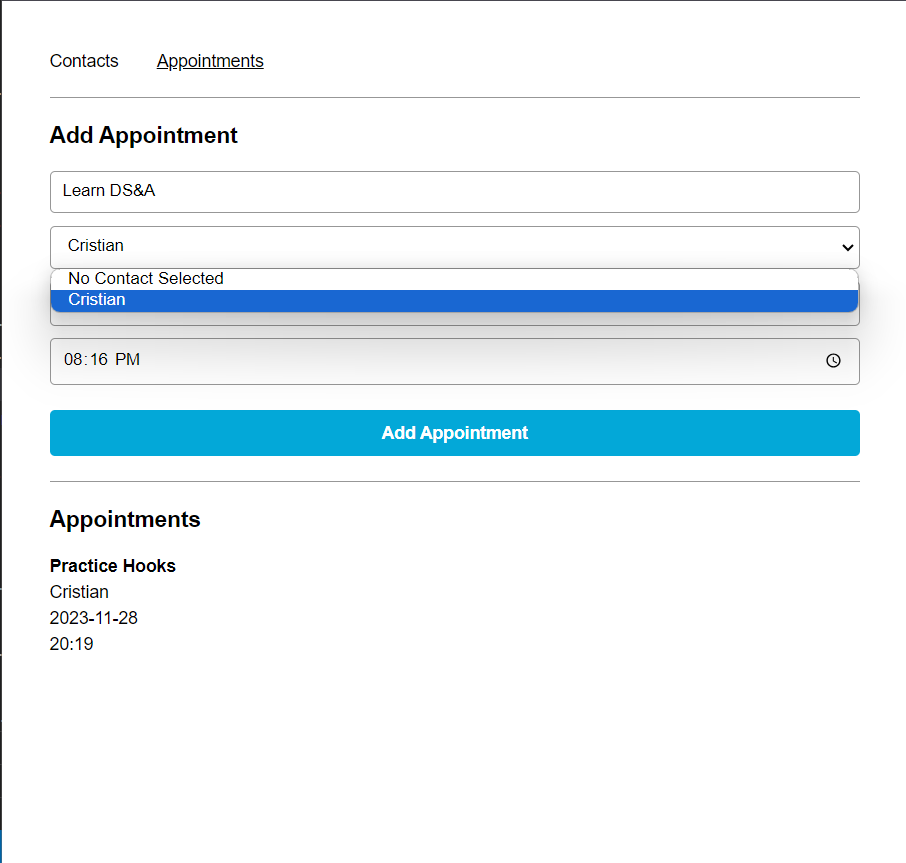 Contacts Appointments
Add Appointment
Learn DS&A
Cristian
No Contact Selected
Cristian
08:16 PM
Add Appointment
Appointments
Practice Hooks
Cristian
2023-11-28
20:19